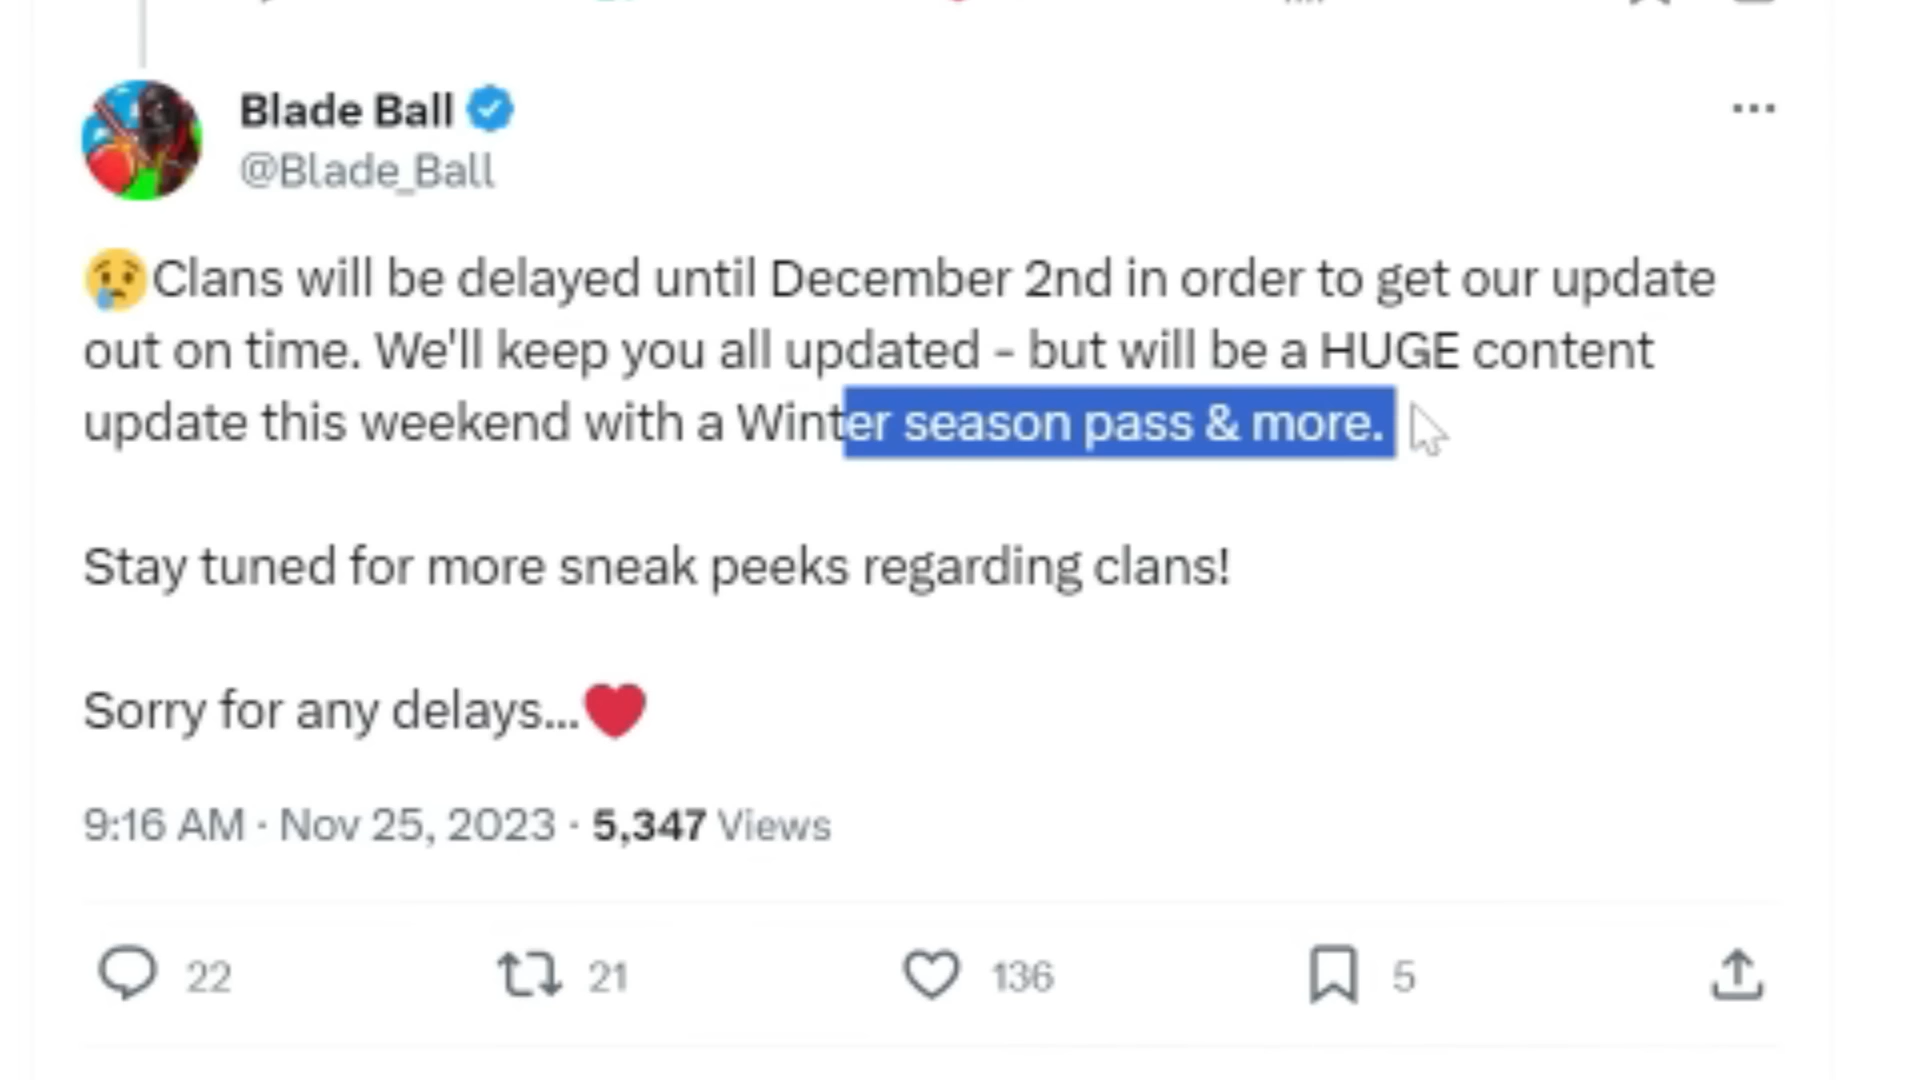 Blade Ball
@Blade_Ball
😢Clans will be delayed until December 2nd in order to get our update
out on time. We'll keep you all updated - but will be a HUGE content
update this weekend with a Winter season pass & more.
Stay tuned for more sneak peeks regarding clans!
Sorry for any delays...❤️
9:16 AM · Nov 25, 2023 · 5,347 Views
22 21 136 5